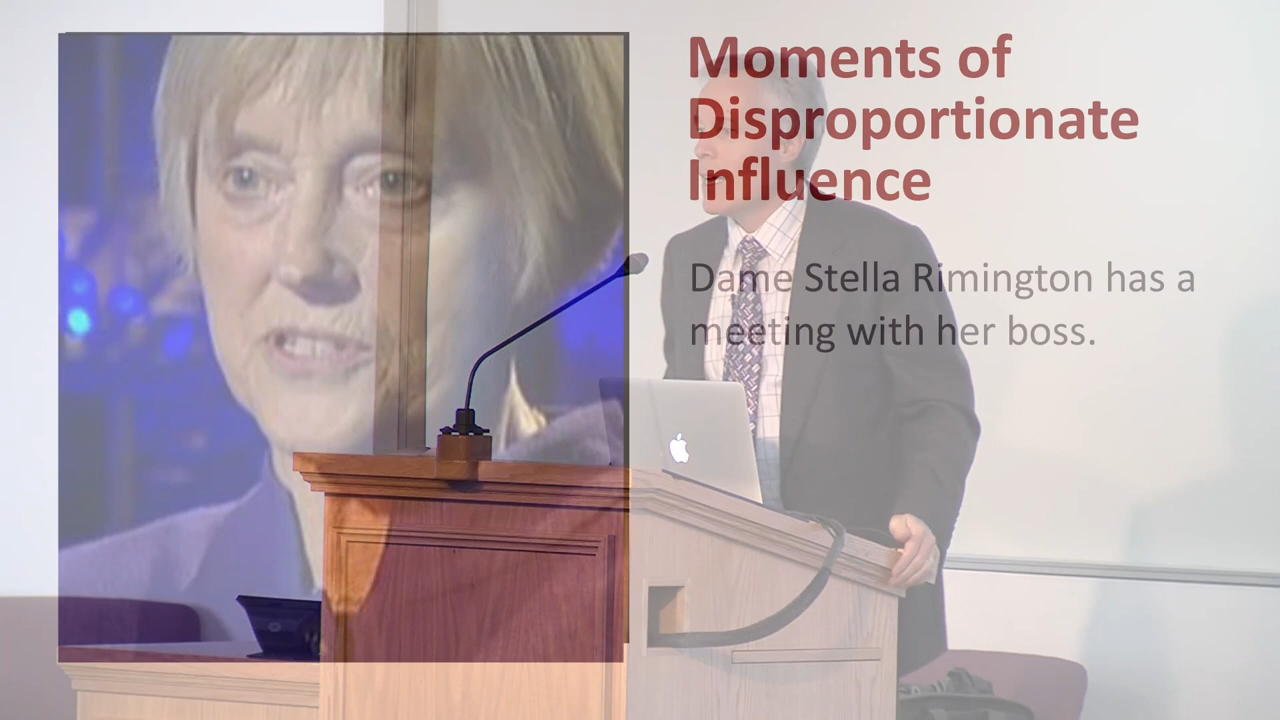 Moments of
Disproportionate
Influence
Dame Stella Rimington has a
meeting with her boss.